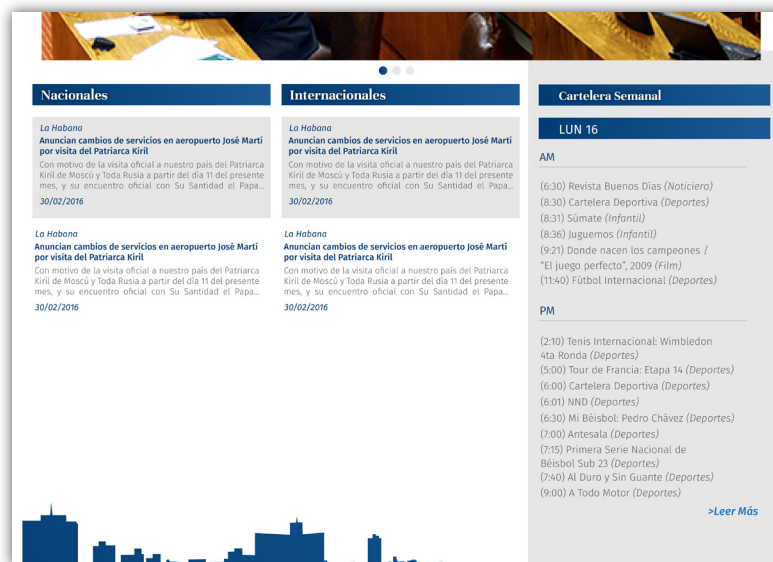 Nacionales
La Habana
Anuncian cambios de servicios en aeropuerto José Martí
por visita del Patriarca Kiril
Con motivo de la visita oficial a nuestro país del Patriarca
Kiril de Moscú y Toda Rusia a partir del día 11 del presente
mes, y su encuentro oficial con Su Santidad el Papa...
30/02/2016
La Habana
Anuncian cambios de servicios en aeropuerto José Martí
por visita del Patriarca Kiril
Con motivo de la visita oficial a nuestro país del Patriarca
Kiril de Moscú y Toda Rusia a partir del día 11 del presente
mes, y su encuentro oficial con Su Santidad el Papa...
30/02/2016
Internacionales
La Habana
Anuncian cambios de servicios en aeropuerto José Martí
por visita del Patriarca Kiril
Con motivo de la visita oficial a nuestro país del Patriarca
Kiril de Moscú y Toda Rusia a partir del día 11 del presente
mes, y su encuentro oficial con Su Santidad el Papa...
30/02/2016
La Habana
Anuncian cambios de servicios en aeropuerto José Martí
por visita del Patriarca Kiril
Con motivo de la visita oficial a nuestro país del Patriarca
Kiril de Moscú y Toda Rusia a partir del día 11 del presente
mes, y su encuentro oficial con Su Santidad el Papa...
30/02/2016
Cartelera Semanal
LUN 16
AM
(6:30) Revista Buenos Días (Noticiero)
(8:30) Cartelera Deportiva (Deportes)
(8:31) Súmate (Infantil)
(8:36) Juguemos (Infantil)
(9:21) Donde nacen los campeones /
"El juego perfecto", 2009 (Film)
(11:40) Fútbol Internacional (Deportes)
PM
(2:10) Tenis Internacional: Wimbledon
4ta Ronda (Deportes)
(5:00) Tour de Francia: Etapa 14 (Deportes)
(6:00) Cartelera Deportiva (Deportes)
(6:01) NND (Deportes)
(6:30) Mi Béisbol: Pedro Chávez (Deportes)
(7:00) Antesala (Deportes)
(7:15) Primera Serie Nacional de
Béisbol Sub 23 (Deportes)
(7:40) Al Duro y Sin Guante (Deportes)
(9:00) A Todo Motor (Deportes)
>Leer Más